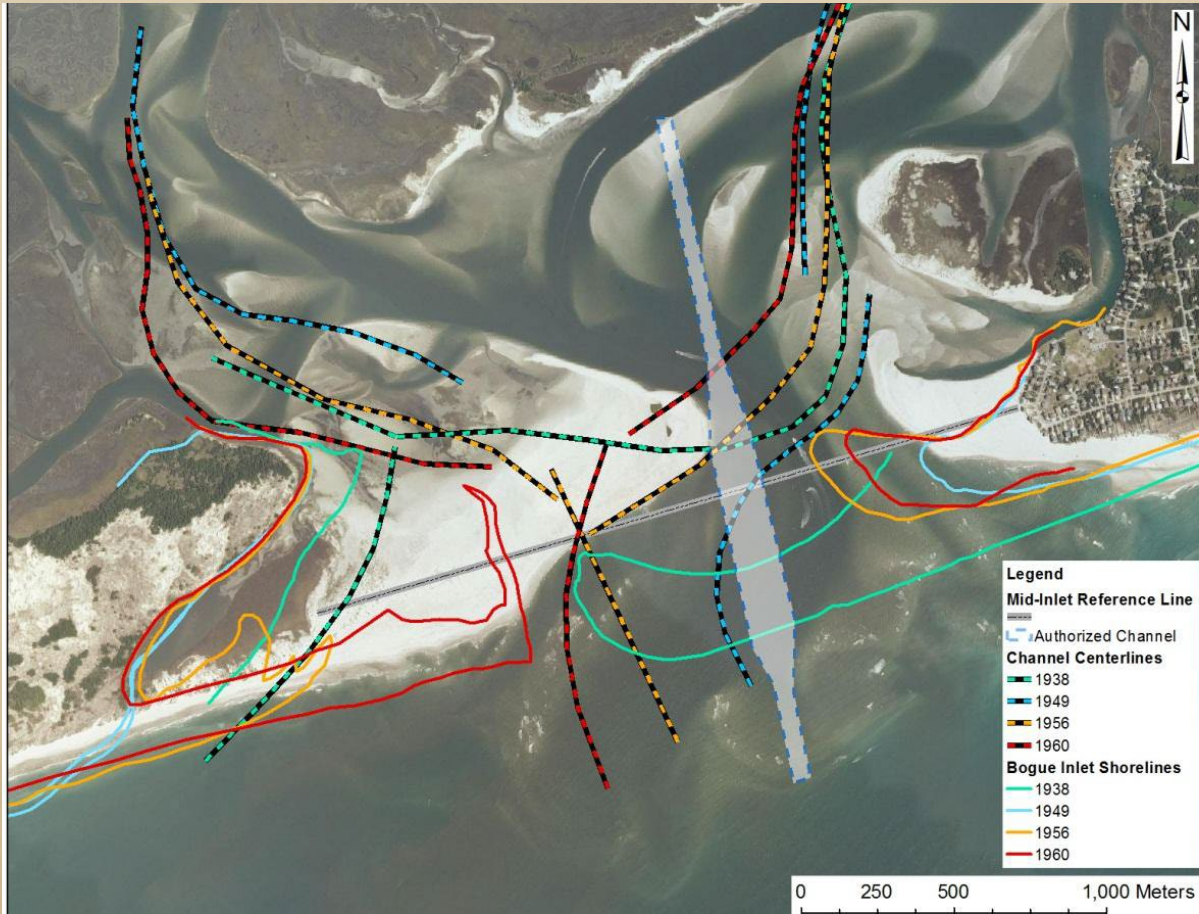 N
Legend
Mid-Inlet Reference Line
Authorized Channel
Channel Centerlines
1938
1949
1956
1960
Bogue Inlet Shorelines
1938
1949
1956
1960
0 250 500 1,000 Meters